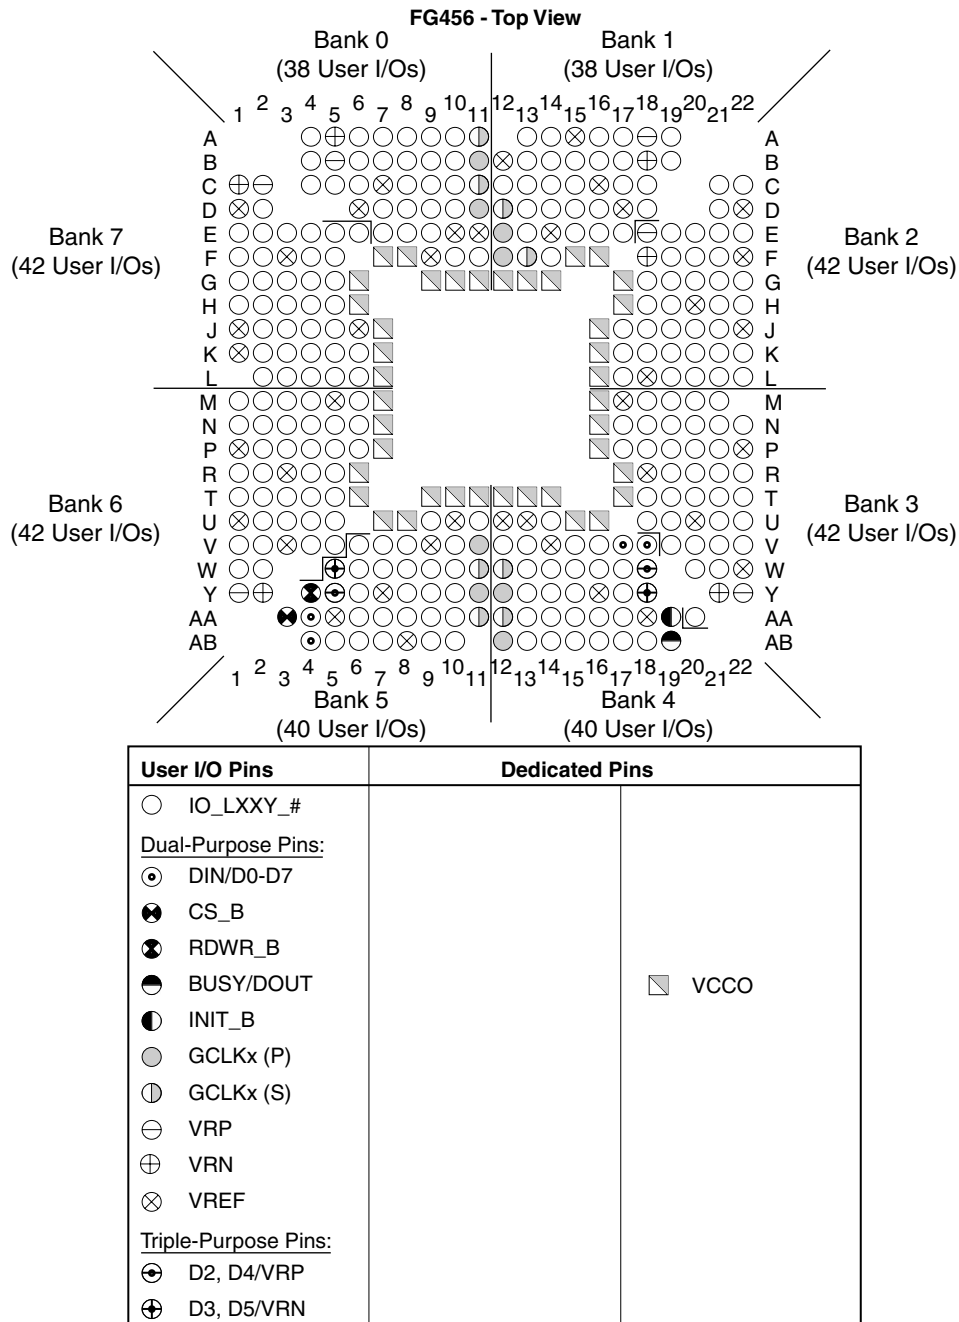 FG456 - Top View
Bank 0 Bank 1
(38 User I/Os) (38 User I/Os)
1 2 3 4 5 6 7 8 9 10 11 12 13 14 15 16 17 18 19 20 21 22
A A
B B
C C
D D
E E
Bank 7 Bank 2
F F
(42 User I/Os) (42 User I/Os)
G G
H H
J J
K K
L L
M M
N N
P P
R R
Bank 6 Bank 3
T T
(42 User I/Os) (42 User I/Os)
U U
V V
W W
Y Y
AA AA
AB AB
1 2 3 4 5 6 7 8 9 10 11 12 13 14 15 16 17 18 19 20 21 22
Bank 5 Bank 4
(40 User I/Os) (40 User I/Os)
User I/O Pins Dedicated Pins
IO_LXXY_#
Dual-Purpose Pins:
DIN/D0-D7
CS_B
RDWR_B
BUSY/DOUT VCCO
INIT_B
GCLKx (P)
GCLKx (S)
VRP
VRN
VREF
Triple-Purpose Pins:
D2, D4/VRP
D3, D5/VRN